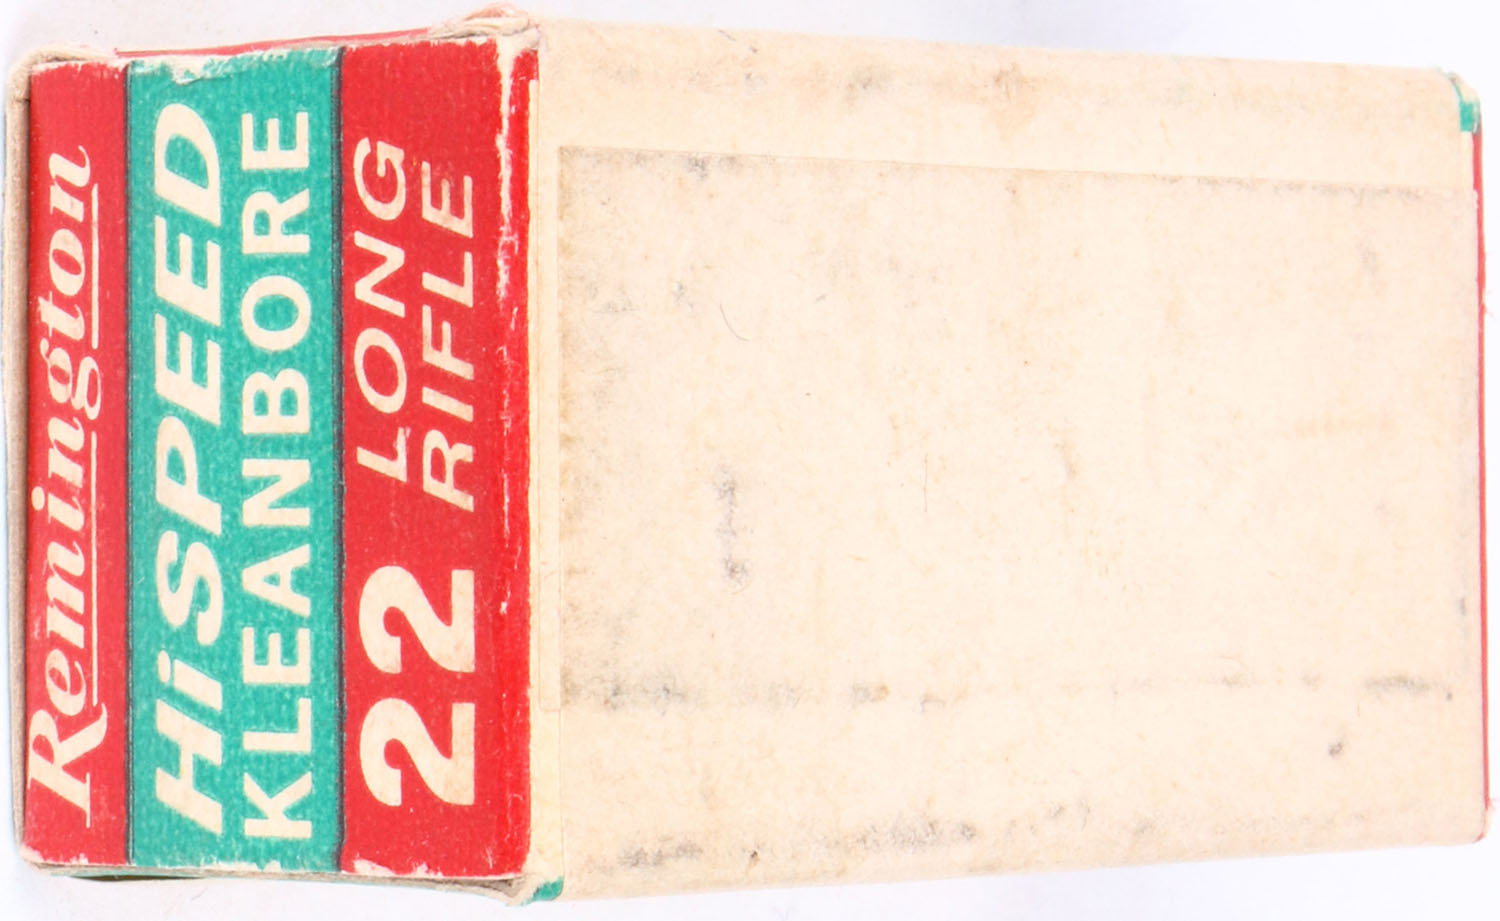 Remington
HiSPEED
KLEANBORE
22 LONG
RIFLE